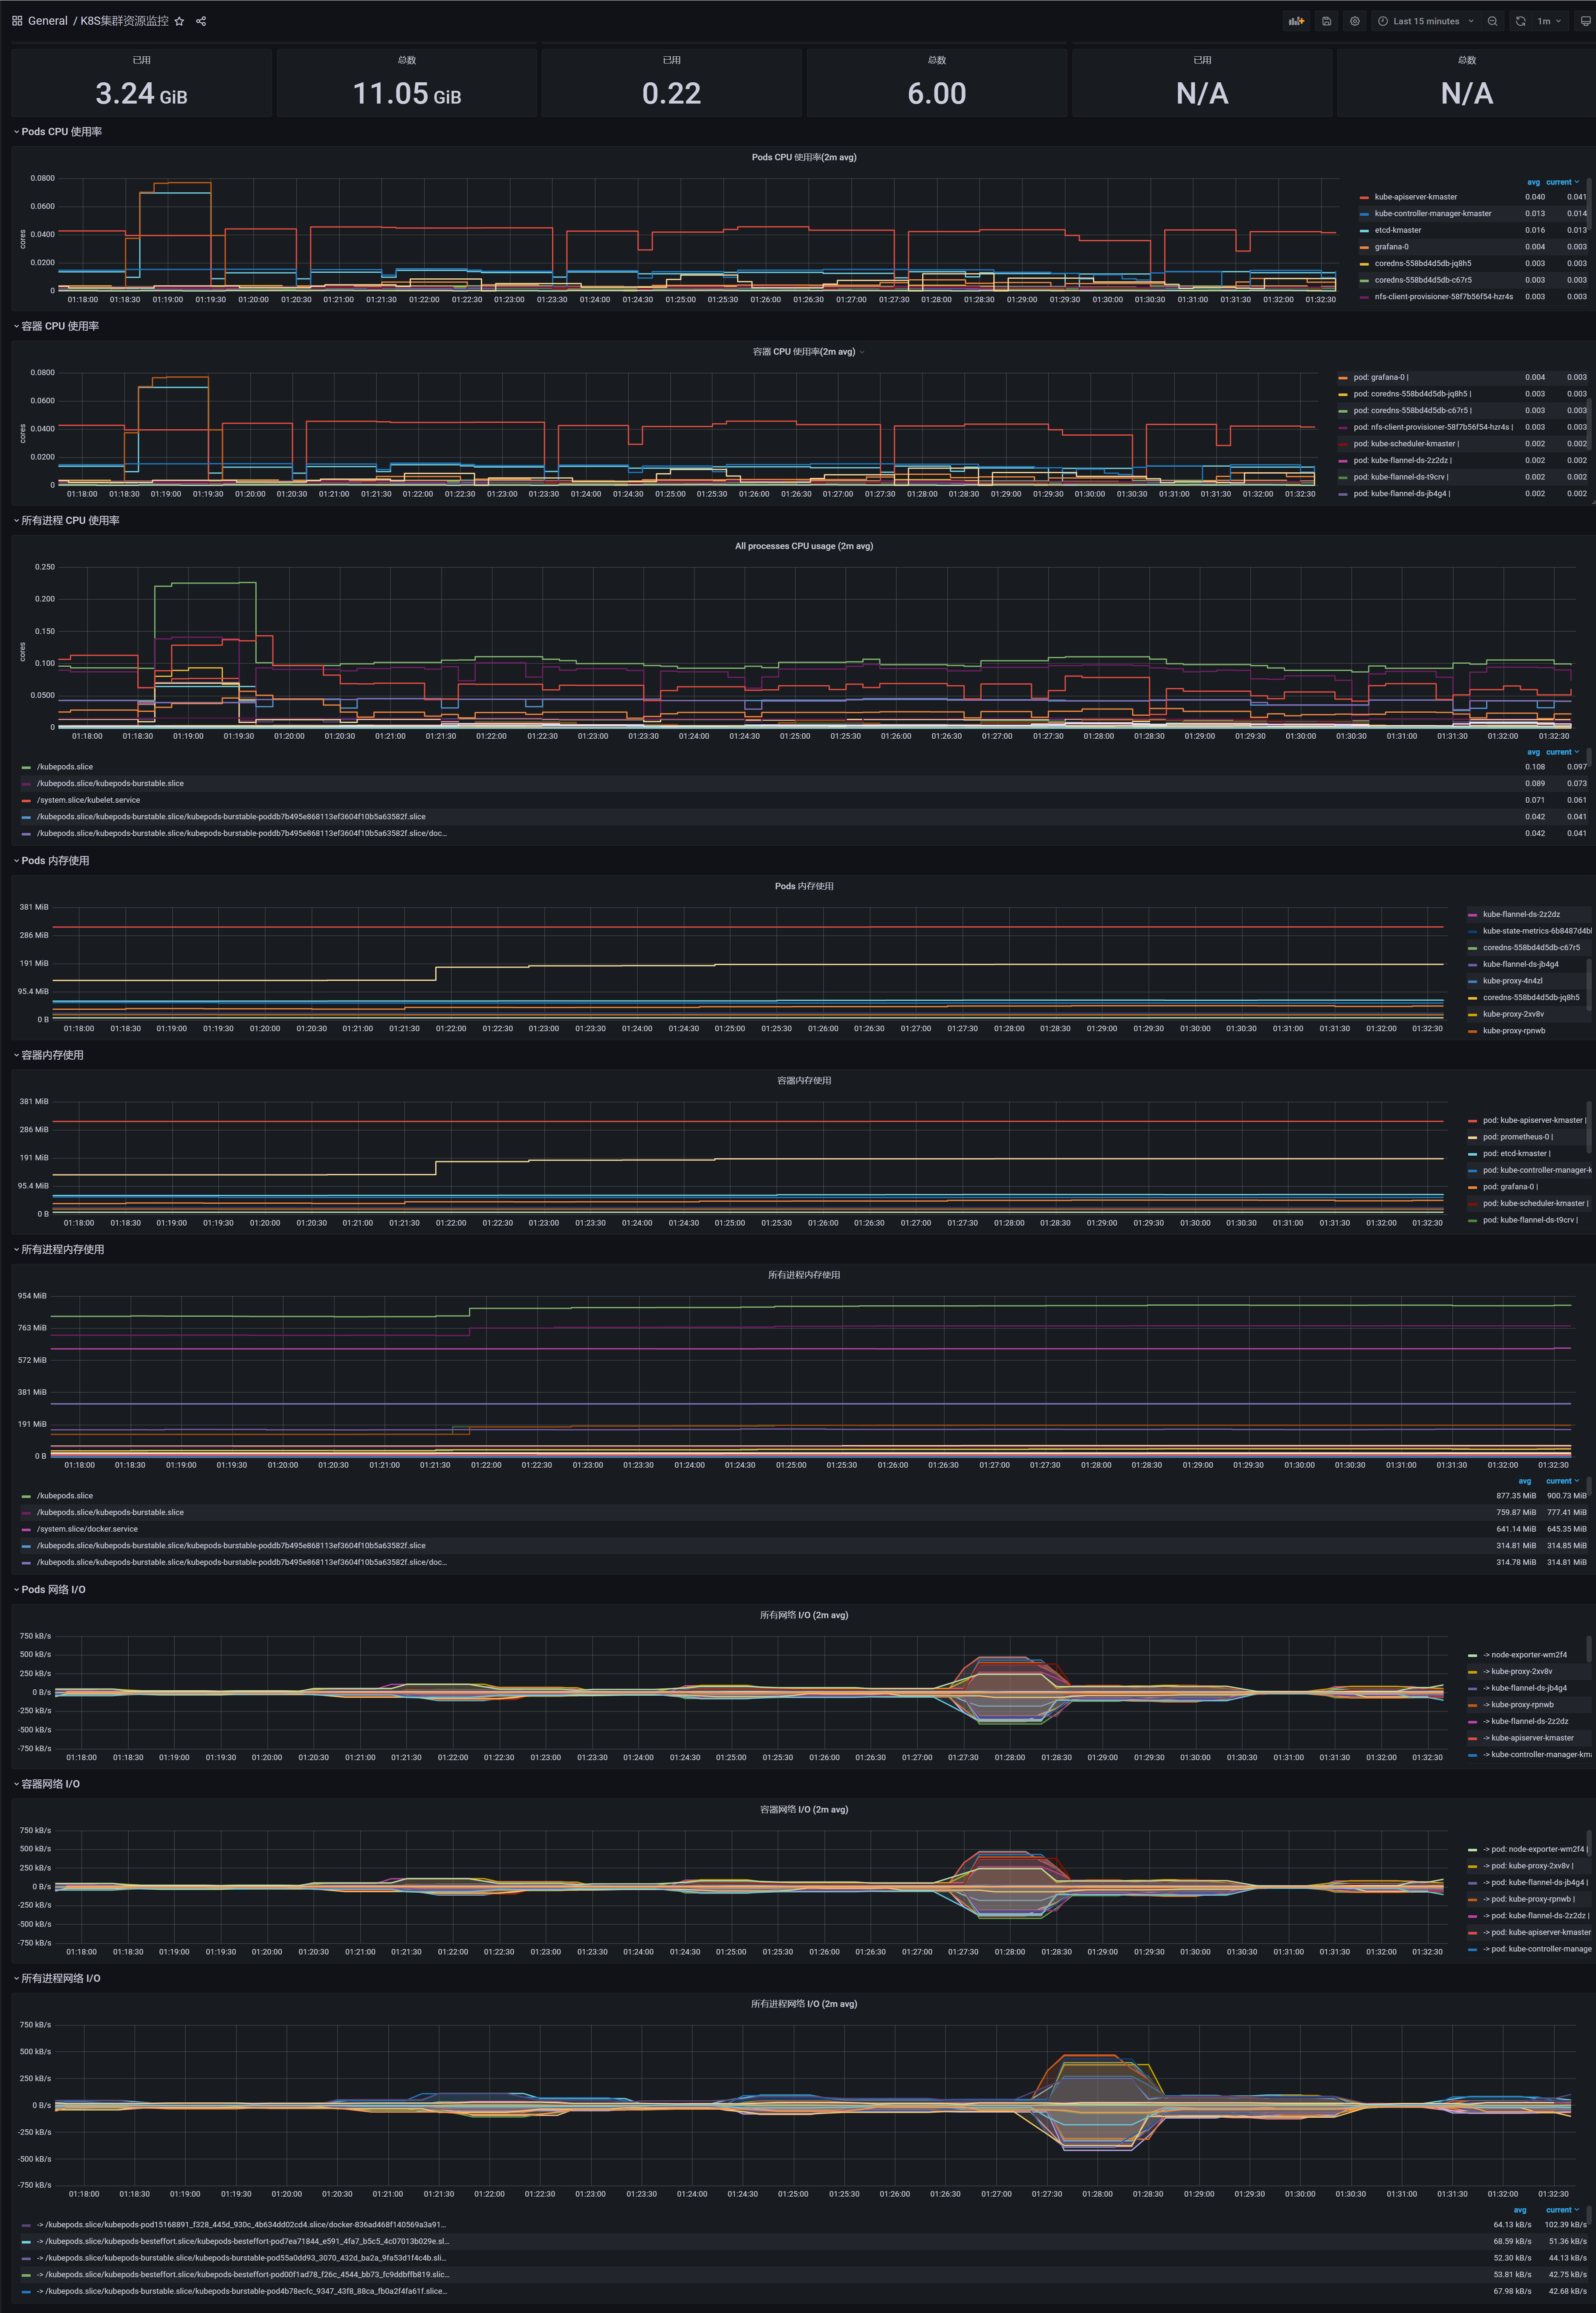 General / K8S集群资源监控
Last 15 minutes
1m
已用
总数
已用
总数
已用
总数
3.24 GiB
11.05 GiB
0.22
6.00
N/A
N/A
Pods CPU 使用率
Pods CPU 使用率(2m avg)
cores
0.0800
0.0600
0.0400
0.0200
0
01:18:00 01:18:30 01:19:00 01:19:30 01:20:00 01:20:30 01:21:00 01:21:30 01:22:00 01:22:30 01:23:00 01:23:30 01:24:00 01:24:30 01:25:00 01:25:30 01:26:00 01:26:30 01:27:00 01:27:30 01:28:00 01:28:30 01:29:00 01:29:30 01:30:00 01:30:30 01:31:00 01:31:30 01:32:00 01:32:30
avg current
kube-apiserver-kmaster 0.040 0.041
kube-controller-manager-kmaster 0.013 0.014
etcd-kmaster 0.016 0.013
grafana-0 0.004 0.003
coredns-558bd4d5db-jq8h5 0.003 0.003
coredns-558bd4d5db-c67r5 0.003 0.003
nfs-client-provisioner-58f7b56f54-hzr4s 0.003 0.003
容器 CPU 使用率
容器 CPU 使用率(2m avg)
cores
0.0800
0.0600
0.0400
0.0200
0
01:18:00 01:18:30 01:19:00 01:19:30 01:20:00 01:20:30 01:21:00 01:21:30 01:22:00 01:22:30 01:23:00 01:23:30 01:24:00 01:24:30 01:25:00 01:25:30 01:26:00 01:26:30 01:27:00 01:27:30 01:28:00 01:28:30 01:29:00 01:29:30 01:30:00 01:30:30 01:31:00 01:31:30 01:32:00 01:32:30
pod: grafana-0 | 0.004 0.003
pod: coredns-558bd4d5db-jq8h5 | 0.003 0.003
pod: coredns-558bd4d5db-c67r5 | 0.003 0.003
pod: nfs-client-provisioner-58f7b56f54-hzr4s | 0.003 0.003
pod: kube-scheduler-kmaster | 0.002 0.002
pod: kube-flannel-ds-2z2dz | 0.002 0.002
pod: kube-flannel-ds-t9crv | 0.002 0.002
pod: kube-flannel-ds-jb4g4 | 0.002 0.002
所有进程 CPU 使用率
All processes CPU usage (2m avg)
cores
0.250
0.200
0.150
0.100
0.0500
0
01:18:00 01:18:30 01:19:00 01:19:30 01:20:00 01:20:30 01:21:00 01:21:30 01:22:00 01:22:30 01:23:00 01:23:30 01:24:00 01:24:30 01:25:00 01:25:30 01:26:00 01:26:30 01:27:00 01:27:30 01:28:00 01:28:30 01:29:00 01:29:30 01:30:00 01:30:30 01:31:00 01:31:30 01:32:00 01:32:30
avg current
/kubepods.slice 0.108 0.097
/kubepods.slice/kubepods-burstable.slice 0.089 0.073
/system.slice/kubelet.service 0.071 0.061
/kubepods.slice/kubepods-burstable.slice/kubepods-burstable-poddb7b495e868113ef3604f10b5a63582f.slice 0.042 0.041
/kubepods.slice/kubepods-burstable.slice/kubepods-burstable-poddb7b495e868113ef3604f10b5a63582f.slice/doc... 0.042 0.041
Pods 内存使用
Pods 内存使用
381 MiB
286 MiB
191 MiB
95.4 MiB
0 B
01:18:00 01:18:30 01:19:00 01:19:30 01:20:00 01:20:30 01:21:00 01:21:30 01:22:00 01:22:30 01:23:00 01:23:30 01:24:00 01:24:30 01:25:00 01:25:30 01:26:00 01:26:30 01:27:00 01:27:30 01:28:00 01:28:30 01:29:00 01:29:30 01:30:00 01:30:30 01:31:00 01:31:30 01:32:00 01:32:30
kube-flannel-ds-2z2dz
kube-state-metrics-6b8487d4bl
coredns-558bd4d5db-c67r5
kube-flannel-ds-jb4g4
kube-proxy-4n4zl
coredns-558bd4d5db-jq8h5
kube-proxy-2xv8v
kube-proxy-rpnwb
容器内存使用
容器内存使用
381 MiB
286 MiB
191 MiB
95.4 MiB
0 B
01:18:00 01:18:30 01:19:00 01:19:30 01:20:00 01:20:30 01:21:00 01:21:30 01:22:00 01:22:30 01:23:00 01:23:30 01:24:00 01:24:30 01:25:00 01:25:30 01:26:00 01:26:30 01:27:00 01:27:30 01:28:00 01:28:30 01:29:00 01:29:30 01:30:00 01:30:30 01:31:00 01:31:30 01:32:00 01:32:30
pod: kube-apiserver-kmaster |
pod: prometheus-0 |
pod: etcd-kmaster |
pod: kube-controller-manager-k
pod: grafana-0 |
pod: kube-scheduler-kmaster |
pod: kube-flannel-ds-t9crv |
所有进程内存使用
所有进程内存使用
954 MiB
763 MiB
572 MiB
381 MiB
191 MiB
0 B
01:18:00 01:18:30 01:19:00 01:19:30 01:20:00 01:20:30 01:21:00 01:21:30 01:22:00 01:22:30 01:23:00 01:23:30 01:24:00 01:24:30 01:25:00 01:25:30 01:26:00 01:26:30 01:27:00 01:27:30 01:28:00 01:28:30 01:29:00 01:29:30 01:30:00 01:30:30 01:31:00 01:31:30 01:32:00 01:32:30
avg current
/kubepods.slice 877.35 MiB 900.73 MiB
/kubepods.slice/kubepods-burstable.slice 759.87 MiB 777.41 MiB
/system.slice/docker.service 641.14 MiB 645.35 MiB
/kubepods.slice/kubepods-burstable.slice/kubepods-burstable-poddb7b495e868113ef3604f10b5a63582f.slice 314.81 MiB 314.85 MiB
/kubepods.slice/kubepods-burstable.slice/kubepods-burstable-poddb7b495e868113ef3604f10b5a63582f.slice/doc... 314.78 MiB 314.81 MiB
Pods 网络 I/O
所有网络 I/O (2m avg)
750 kB/s
500 kB/s
250 kB/s
0 B/s
-250 kB/s
-500 kB/s
-750 kB/s
01:18:00 01:18:30 01:19:00 01:19:30 01:20:00 01:20:30 01:21:00 01:21:30 01:22:00 01:22:30 01:23:00 01:23:30 01:24:00 01:24:30 01:25:00 01:25:30 01:26:00 01:26:30 01:27:00 01:27:30 01:28:00 01:28:30 01:29:00 01:29:30 01:30:00 01:30:30 01:31:00 01:31:30 01:32:00 01:32:30
-> node-exporter-wm2f4
-> kube-proxy-2xv8v
-> kube-flannel-ds-jb4g4
-> kube-proxy-rpnwb
-> kube-flannel-ds-2z2dz
-> kube-apiserver-kmaster
-> kube-controller-manager-kma
容器网络 I/O
容器网络 I/O (2m avg)
750 kB/s
500 kB/s
250 kB/s
0 B/s
-250 kB/s
-500 kB/s
-750 kB/s
01:18:00 01:18:30 01:19:00 01:19:30 01:20:00 01:20:30 01:21:00 01:21:30 01:22:00 01:22:30 01:23:00 01:23:30 01:24:00 01:24:30 01:25:00 01:25:30 01:26:00 01:26:30 01:27:00 01:27:30 01:28:00 01:28:30 01:29:00 01:29:30 01:30:00 01:30:30 01:31:00 01:31:30 01:32:00 01:32:30
-> pod: node-exporter-wm2f4 |
-> pod: kube-proxy-2xv8v |
-> pod: kube-flannel-ds-jb4g4 |
-> pod: kube-proxy-rpnwb |
-> pod: kube-flannel-ds-2z2dz |
-> pod: kube-apiserver-kmaster
-> pod: kube-controller-manage
所有进程网络 I/O
所有进程网络 I/O (2m avg)
750 kB/s
500 kB/s
250 kB/s
0 B/s
-250 kB/s
-500 kB/s
-750 kB/s
01:18:00 01:18:30 01:19:00 01:19:30 01:20:00 01:20:30 01:21:00 01:21:30 01:22:00 01:22:30 01:23:00 01:23:30 01:24:00 01:24:30 01:25:00 01:25:30 01:26:00 01:26:30 01:27:00 01:27:30 01:28:00 01:28:30 01:29:00 01:29:30 01:30:00 01:30:30 01:31:00 01:31:30 01:32:00 01:32:30
avg current
-> /kubepods.slice/kubepods-pod15168891_f328_445d_930c_4b634dd02cd4.slice/docker-836ad468f140569a3a91... 64.13 kB/s 102.39 kB/s
-> /kubepods.slice/kubepods-besteffort.slice/kubepods-besteffort-pod7ea71844_e591_4fa7_b5c5_4c07013b029e.sl... 68.59 kB/s 51.36 kB/s
-> /kubepods.slice/kubepods-burstable.slice/kubepods-burstable-pod55a0dd93_3070_432d_ba2a_9fa53d1f4c4b.sli... 52.30 kB/s 44.13 kB/s
-> /kubepods.slice/kubepods-besteffort.slice/kubepods-besteffort-pod00f1ad78_f26c_4544_bb73_fc9ddbffb819.slic... 53.81 kB/s 42.75 kB/s
-> /kubepods.slice/kubepods-burstable.slice/kubepods-burstable-pod4b78ecfc_9347_43f8_88ca_fb0a2f4fa61f.slice... 67.98 kB/s 42.68 kB/s